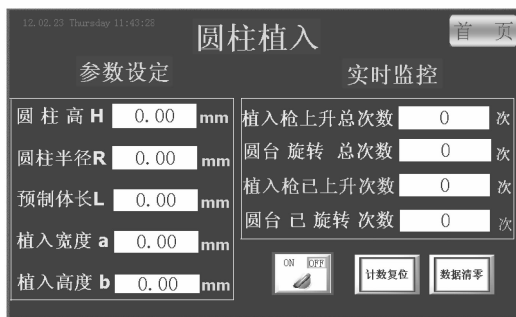 12.02.23 Thursday 11:43:28
圆柱植入
首 页
参数设定
圆 柱 高 H 0.00 mm
圆柱半径R 0.00 mm
预制体长L 0.00 mm
植入宽度 a 0.00 mm
植入高度 b 0.00 mm
实时监控
植入枪上升总次数 0 次
圆台 旋转 总次数 0 次
植入枪已上升次数 0 次
圆台 已 旋转 次数 0 次
ON OFF
计数复位
数据清零